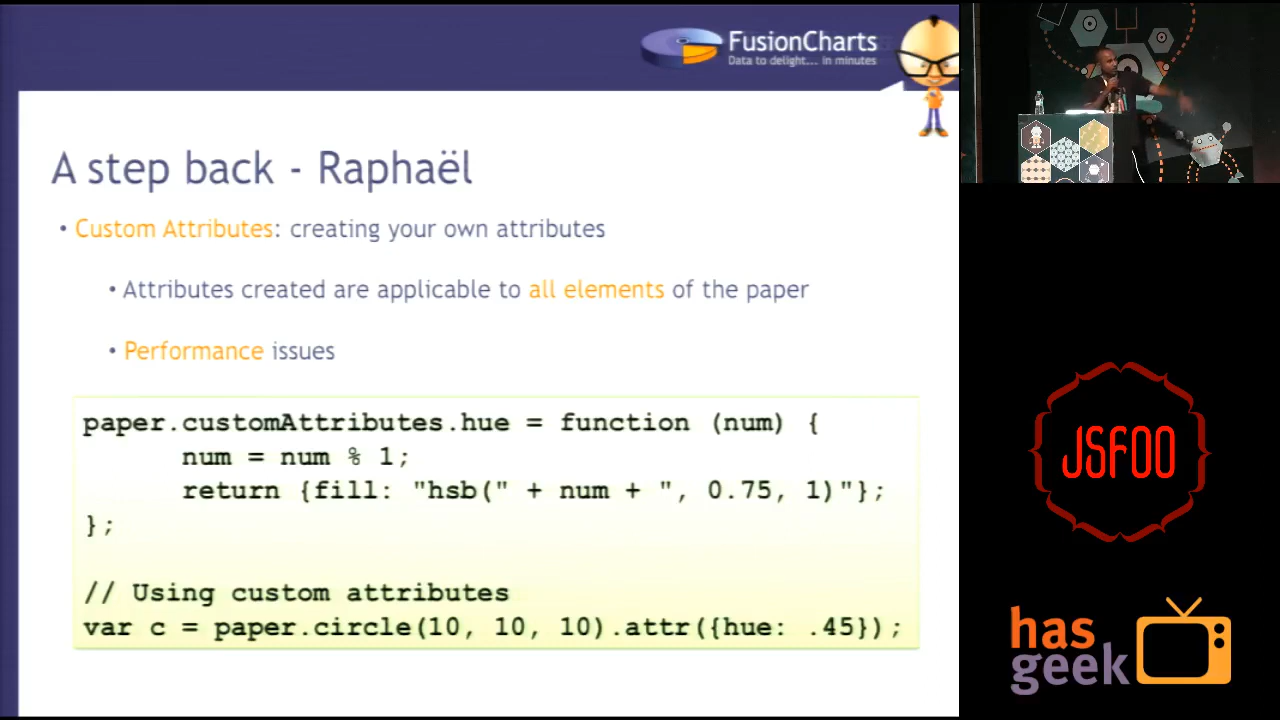 FusionCharts
Data to delight... in minutes
A step back - Raphaël
• Custom Attributes: creating your own attributes
• Attributes created are applicable to all elements of the paper
• Performance issues
paper.customAttributes.hue = function (num) {
num = num % 1;
return {fill: "hsb(" + num + ", 0.75, 1)"};
};
// Using custom attributes
var c = paper.circle(10, 10, 10).attr({hue: .45});
JSFOO
has
geek